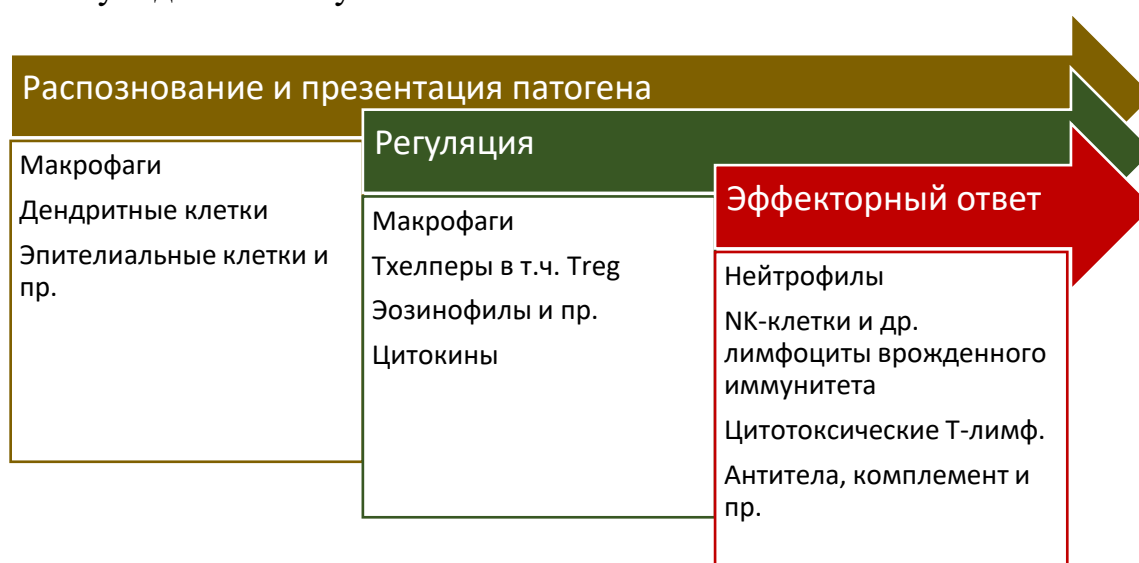 Распознование и презентация патогена
Макрофаги
Дендритные клетки
Эпителиальные клетки и
пр.
Регуляция
Макрофаги
Тхелперы в т.ч. Treg
Эозинофилы и пр.
Цитокины
Эффекторный ответ
Нейтрофилы
NK-клетки и др.
лимфоциты врожденного
иммунитета
Цитотоксические Т-лимф.
Антитела, комплемент и
пр.